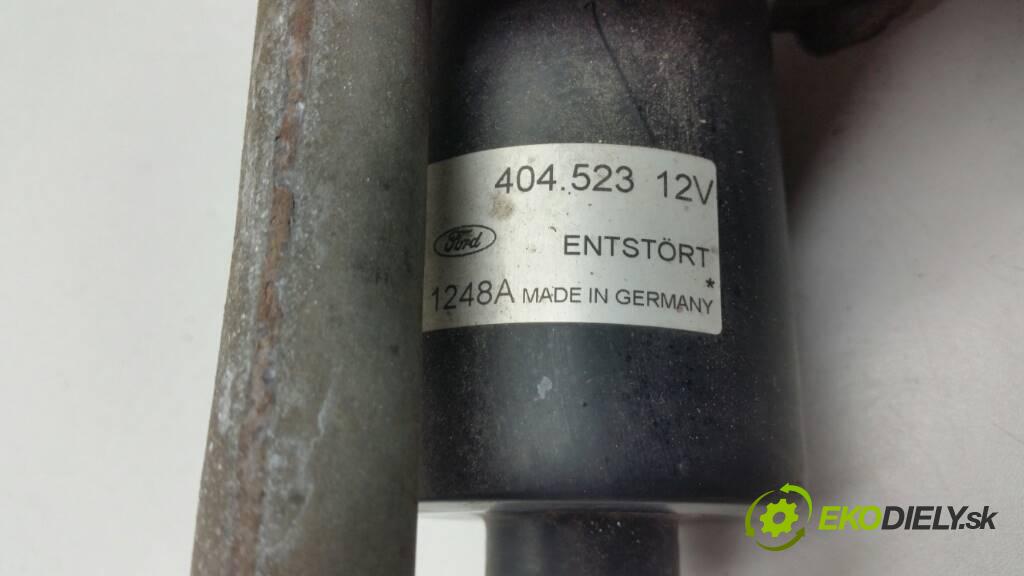 404.523 12V
Ford
ENTSTÖRT
*
1248A MADE IN GERMANY
EKODIELY.sk